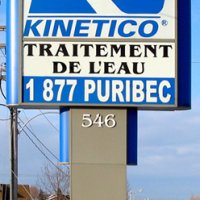 KINETICO®
TRAITEMENT
DE L'EAU
1 877 PURIBEC
546